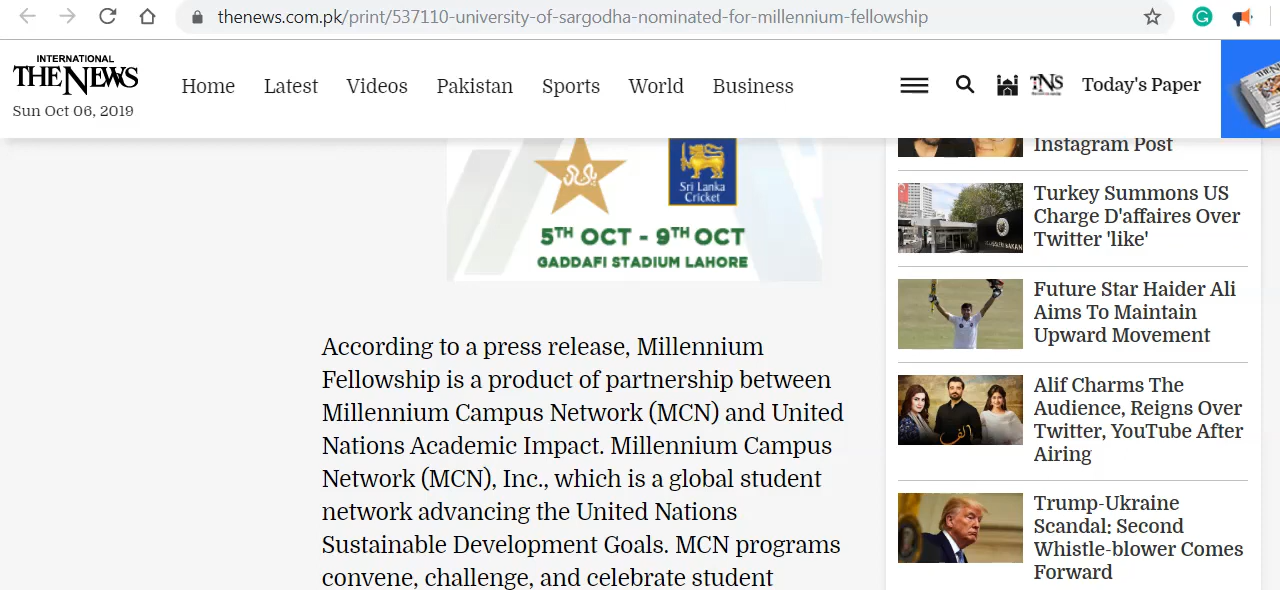 thenews.com.pk/print/537110-university-of-sargodha-nominated-for-millennium-fellowship
INTERNATIONAL
THE NEWS
Sun Oct 06, 2019
Home
Latest
Videos
Pakistan
Sports
World
Business
TNS
Today's Paper
Sri Lanka
Cricket
5TH OCT - 9TH OCT
GADDAFI STADIUM LAHORE
According to a press release, Millennium
Fellowship is a product of partnership between
Millennium Campus Network (MCN) and United
Nations Academic Impact. Millennium Campus
Network (MCN), Inc., which is a global student
network advancing the United Nations
Sustainable Development Goals. MCN programs
convene, challenge, and celebrate student
Instagram Post
Turkey Summons US
Charge D'affaires Over
Twitter 'like'
Future Star Haider Ali
Aims To Maintain
Upward Movement
الف
Alif Charms The
Audience, Reigns Over
Twitter, YouTube After
Airing
Trump-Ukraine
Scandal: Second
Whistle-blower Comes
Forward